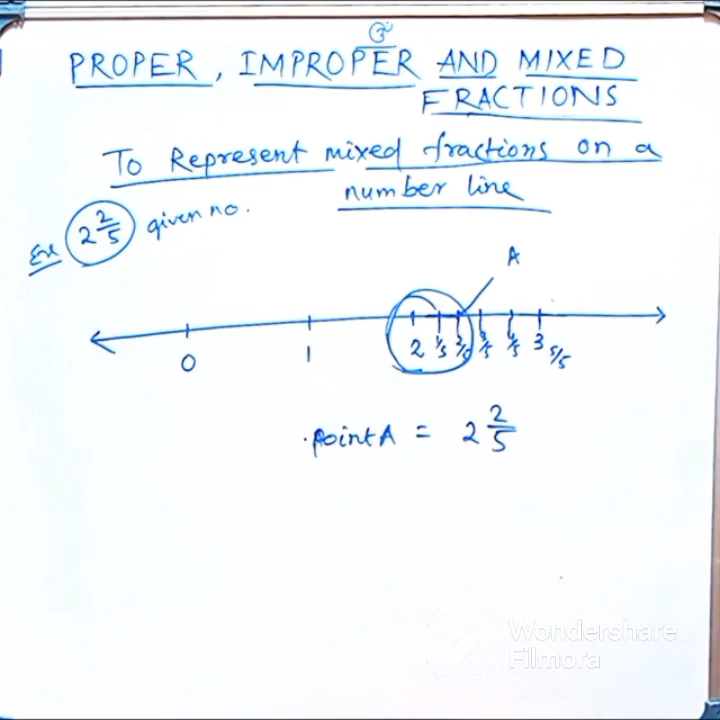 3
PROPER, IMPROPER AND MIXED
FRACTIONS
To Represent mixed fractions on a
number line
Ex 2 2/5 given no.
A
0 1 2 1/5 2/5 3/5 4/5 3 5/5
point A = 2 2/5
Wondershare
Filmora